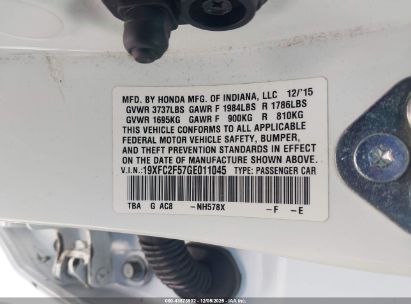 MFD. BY HONDA MFG. OF INDIANA, LLC 12/'15
GVWR 3737LBS GAWR F 1984LBS R 1786LBS
GVWR 1695KG GAWR F 900KG R 810KG
THIS VEHICLE CONFORMS TO ALL APPLICABLE
FEDERAL MOTOR VEHICLE SAFETY, BUMPER,
AND THEFT PREVENTION STANDARDS IN EFFECT
ON THE DATE OF MANUFACTURE SHOWN ABOVE.
V.I.N.: 19XFC2F57GE011045 TYPE: PASSENGER CAR
TBA G AC8 -NH578X -F -E